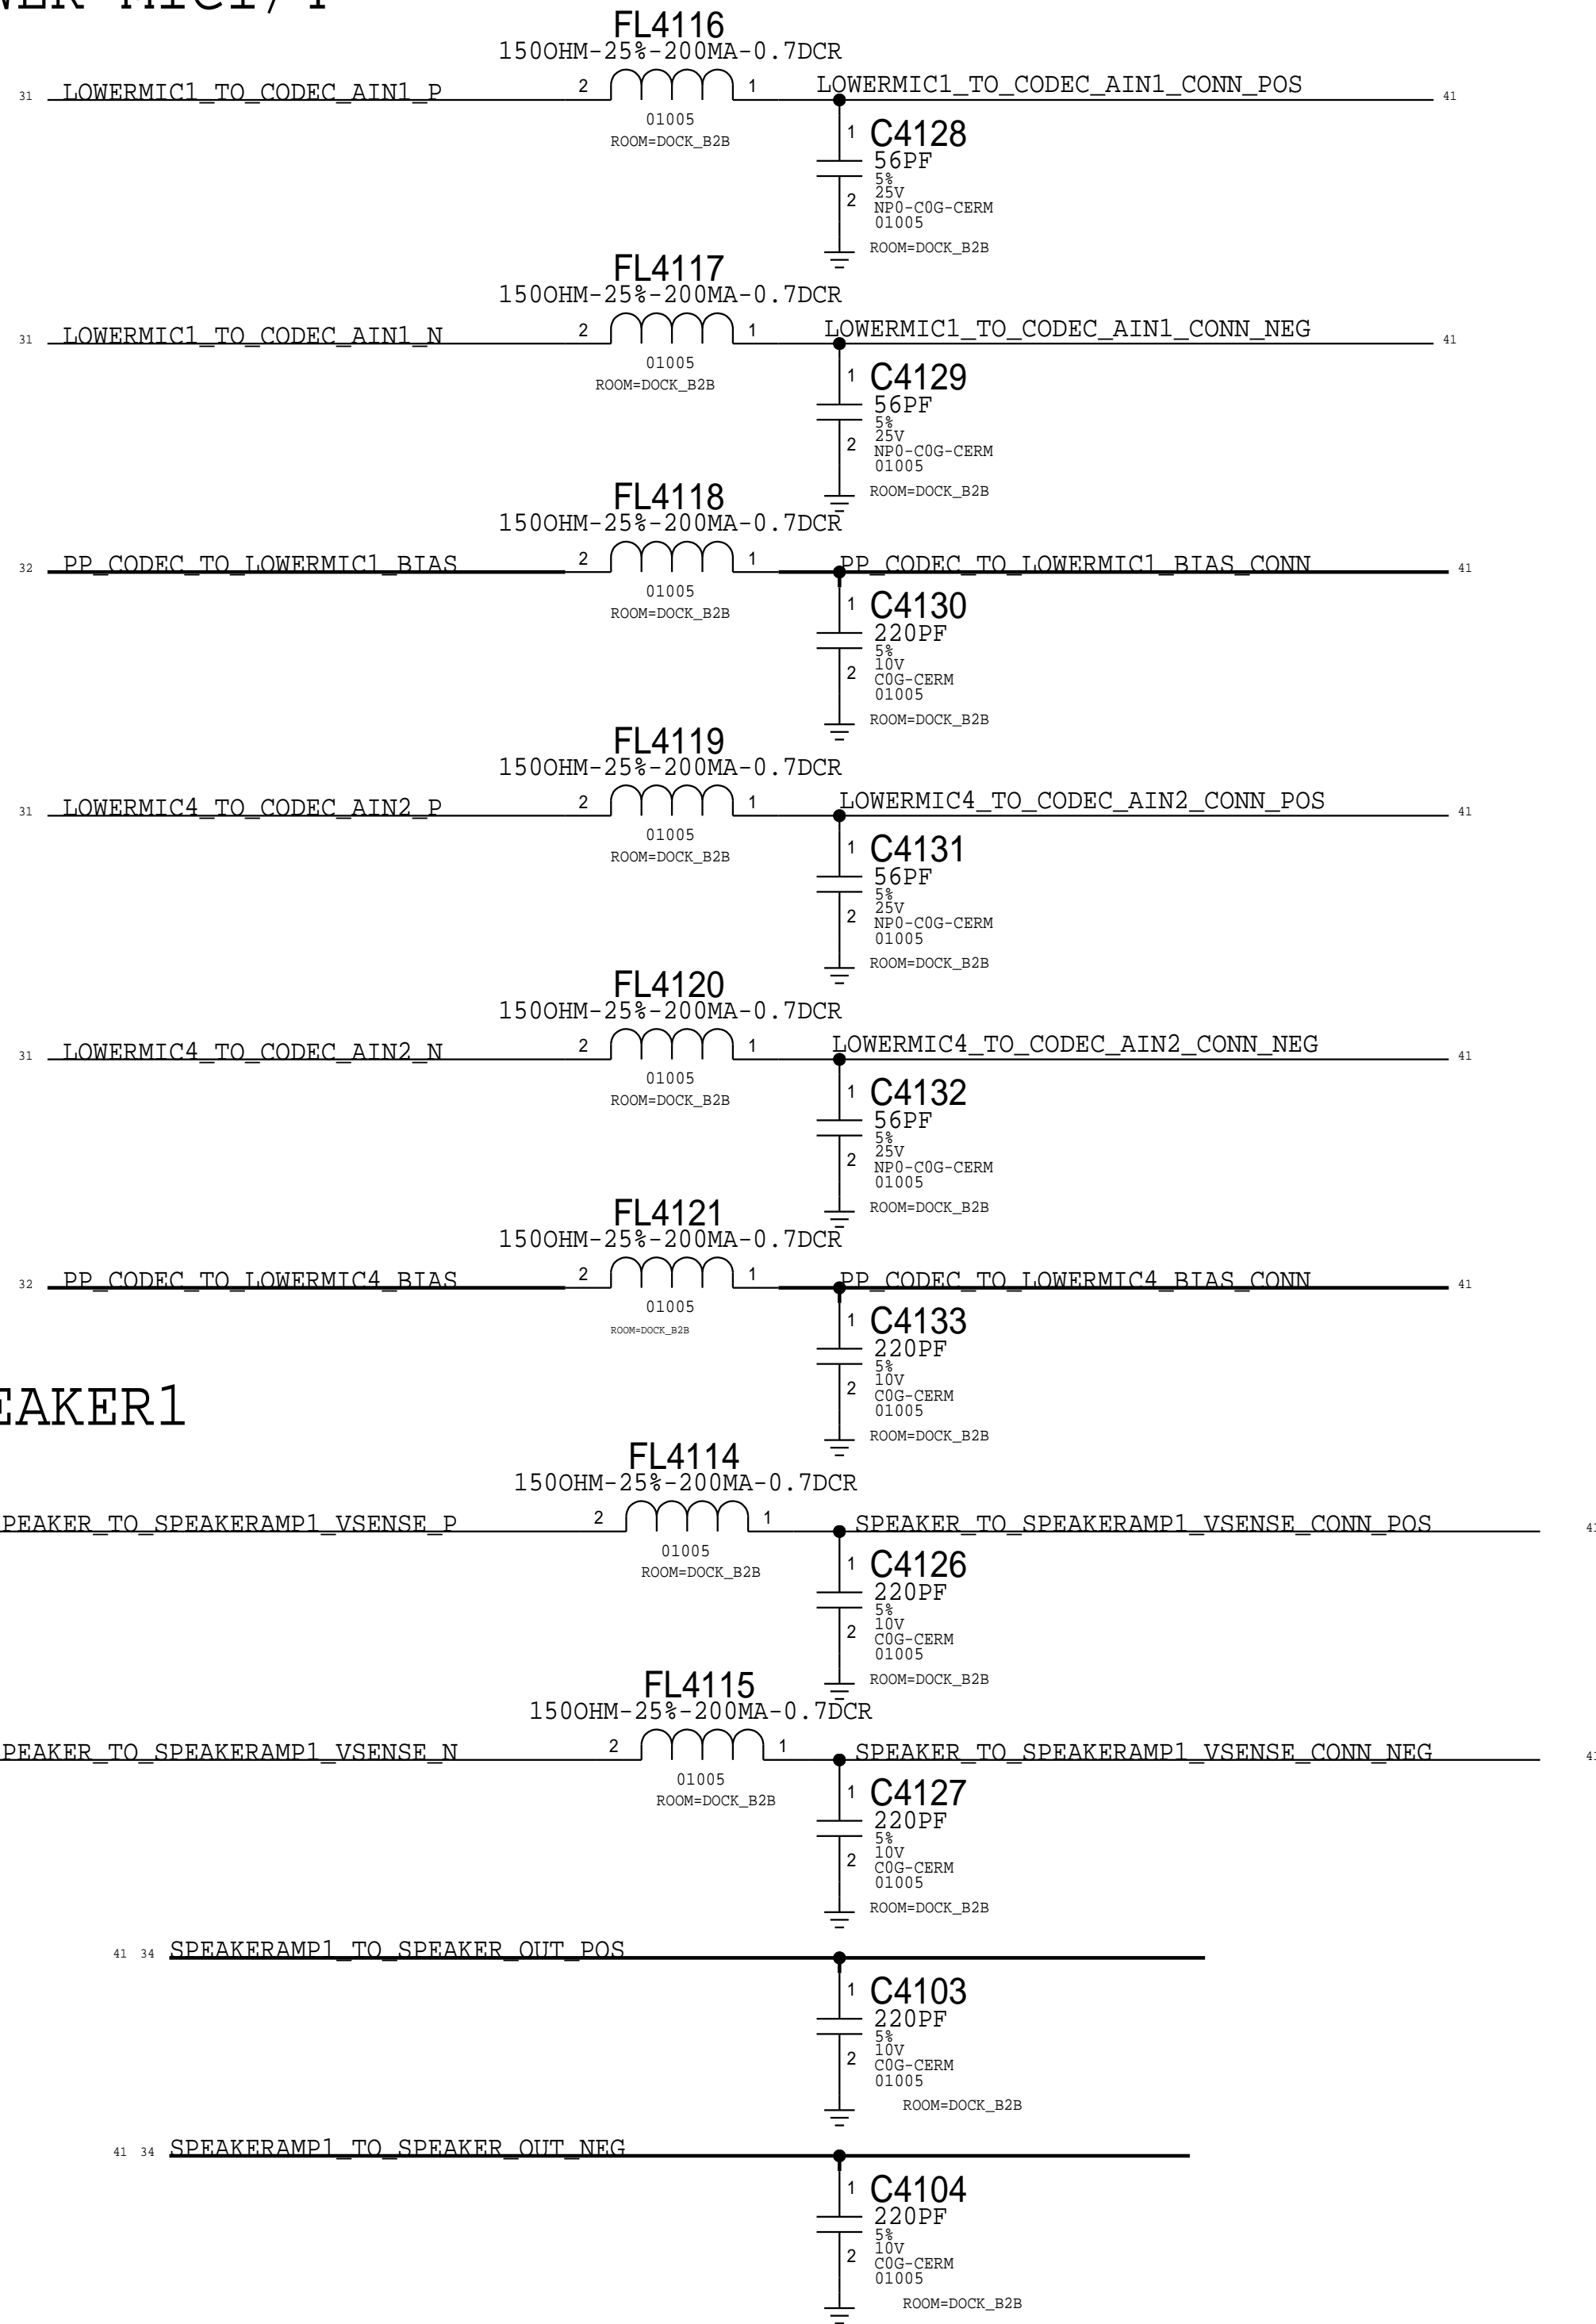 WER MIC1/4
FL4116
150OHM-25%-200MA-0.7DCR
31 LOWERMIC1_TO_CODEC_AIN1_P 2 1 LOWERMIC1_TO_CODEC_AIN1_CONN_POS 41
01005
ROOM=DOCK_B2B
1 C4128
56PF
5%
25V
2 NP0-C0G-CERM
01005
ROOM=DOCK_B2B
FL4117
150OHM-25%-200MA-0.7DCR
31 LOWERMIC1_TO_CODEC_AIN1_N 2 1 LOWERMIC1_TO_CODEC_AIN1_CONN_NEG 41
01005
ROOM=DOCK_B2B
1 C4129
56PF
5%
25V
2 NP0-C0G-CERM
01005
ROOM=DOCK_B2B
FL4118
150OHM-25%-200MA-0.7DCR
32 PP_CODEC_TO_LOWERMIC1_BIAS 2 1 PP_CODEC_TO_LOWERMIC1_BIAS_CONN 41
01005
ROOM=DOCK_B2B
1 C4130
220PF
5%
10V
2 C0G-CERM
01005
ROOM=DOCK_B2B
FL4119
150OHM-25%-200MA-0.7DCR
31 LOWERMIC4_TO_CODEC_AIN2_P 2 1 LOWERMIC4_TO_CODEC_AIN2_CONN_POS 41
01005
ROOM=DOCK_B2B
1 C4131
56PF
5%
25V
2 NP0-C0G-CERM
01005
ROOM=DOCK_B2B
FL4120
150OHM-25%-200MA-0.7DCR
31 LOWERMIC4_TO_CODEC_AIN2_N 2 1 LOWERMIC4_TO_CODEC_AIN2_CONN_NEG 41
01005
ROOM=DOCK_B2B
1 C4132
56PF
5%
25V
2 NP0-C0G-CERM
01005
ROOM=DOCK_B2B
FL4121
150OHM-25%-200MA-0.7DCR
32 PP_CODEC_TO_LOWERMIC4_BIAS 2 1 PP_CODEC_TO_LOWERMIC4_BIAS_CONN 41
01005
ROOM=DOCK_B2B
1 C4133
220PF
5%
10V
2 C0G-CERM
01005
ROOM=DOCK_B2B
EAKER1
FL4114
150OHM-25%-200MA-0.7DCR
PEAKER_TO_SPEAKERAMP1_VSENSE_P 2 1 SPEAKER_TO_SPEAKERAMP1_VSENSE_CONN_POS 41
01005
ROOM=DOCK_B2B
1 C4126
220PF
5%
10V
2 C0G-CERM
01005
ROOM=DOCK_B2B
FL4115
150OHM-25%-200MA-0.7DCR
PEAKER_TO_SPEAKERAMP1_VSENSE_N 2 1 SPEAKER_TO_SPEAKERAMP1_VSENSE_CONN_NEG 41
01005
ROOM=DOCK_B2B
1 C4127
220PF
5%
10V
2 C0G-CERM
01005
ROOM=DOCK_B2B
41 34 SPEAKERAMP1_TO_SPEAKER_OUT_POS
1 C4103
220PF
5%
10V
2 C0G-CERM
01005
ROOM=DOCK_B2B
41 34 SPEAKERAMP1_TO_SPEAKER_OUT_NEG
1 C4104
220PF
5%
10V
2 C0G-CERM
01005
ROOM=DOCK_B2B